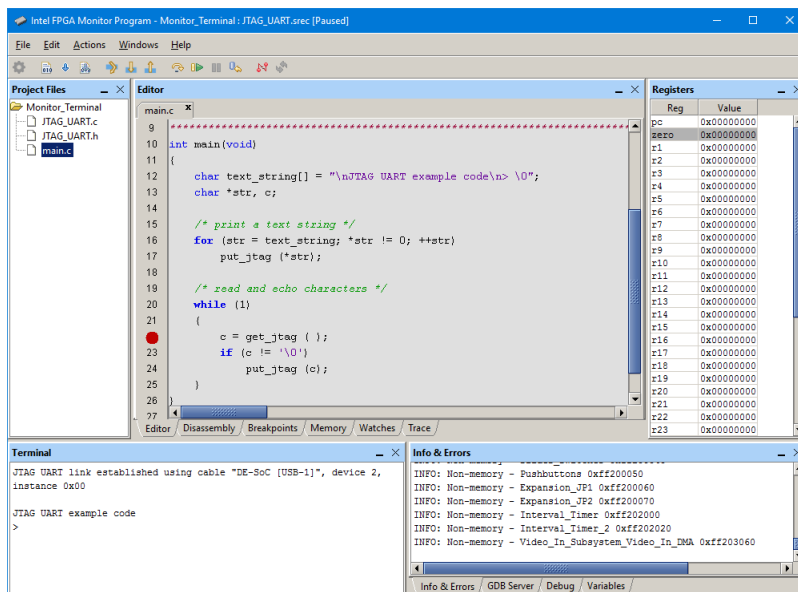 Intel FPGA Monitor Program - Monitor_Terminal : JTAG_UART.srec [Paused]
File Edit Actions Windows Help
Project Files
Monitor_Terminal
JTAG_UART.c
JTAG_UART.h
main.c
Editor
main.c
9 ************************************************************************
10 int main(void)
11 {
12 char text_string[] = "\nJTAG UART example code\n> \0";
13 char *str, c;
14
15 /* print a text string */
16 for (str = text_string; *str != 0; ++str)
17 put_jtag (*str);
18
19 /* read and echo characters */
20 while (1)
21 {
c = get_jtag ( );
23 if (c != '\0')
24 put_jtag (c);
25 }
26 }
27
Editor Disassembly Breakpoints Memory Watches Trace
Registers
Reg Value
pc 0x00000000
zero 0x00000000
r1 0x00000000
r2 0x00000000
r3 0x00000000
r4 0x00000000
r5 0x00000000
r6 0x00000000
r7 0x00000000
r8 0x00000000
r9 0x00000000
r10 0x00000000
r11 0x00000000
r12 0x00000000
r13 0x00000000
r14 0x00000000
r15 0x00000000
r16 0x00000000
r17 0x00000000
r18 0x00000000
r19 0x00000000
r20 0x00000000
r21 0x00000000
r22 0x00000000
r23 0x00000000
Terminal
JTAG UART link established using cable "DE-SoC [USB-1]", device 2,
instance 0x00
JTAG UART example code
>
Info & Errors
INFO: Non-memory - Pushbuttons 0xff200050
INFO: Non-memory - Expansion_JP1 0xff200060
INFO: Non-memory - Expansion_JP2 0xff200070
INFO: Non-memory - Interval_Timer 0xff202000
INFO: Non-memory - Interval_Timer_2 0xff202020
INFO: Non-memory - Video_In_Subsystem_Video_In_DMA 0xff203060
Info & Errors GDB Server Debug Variables